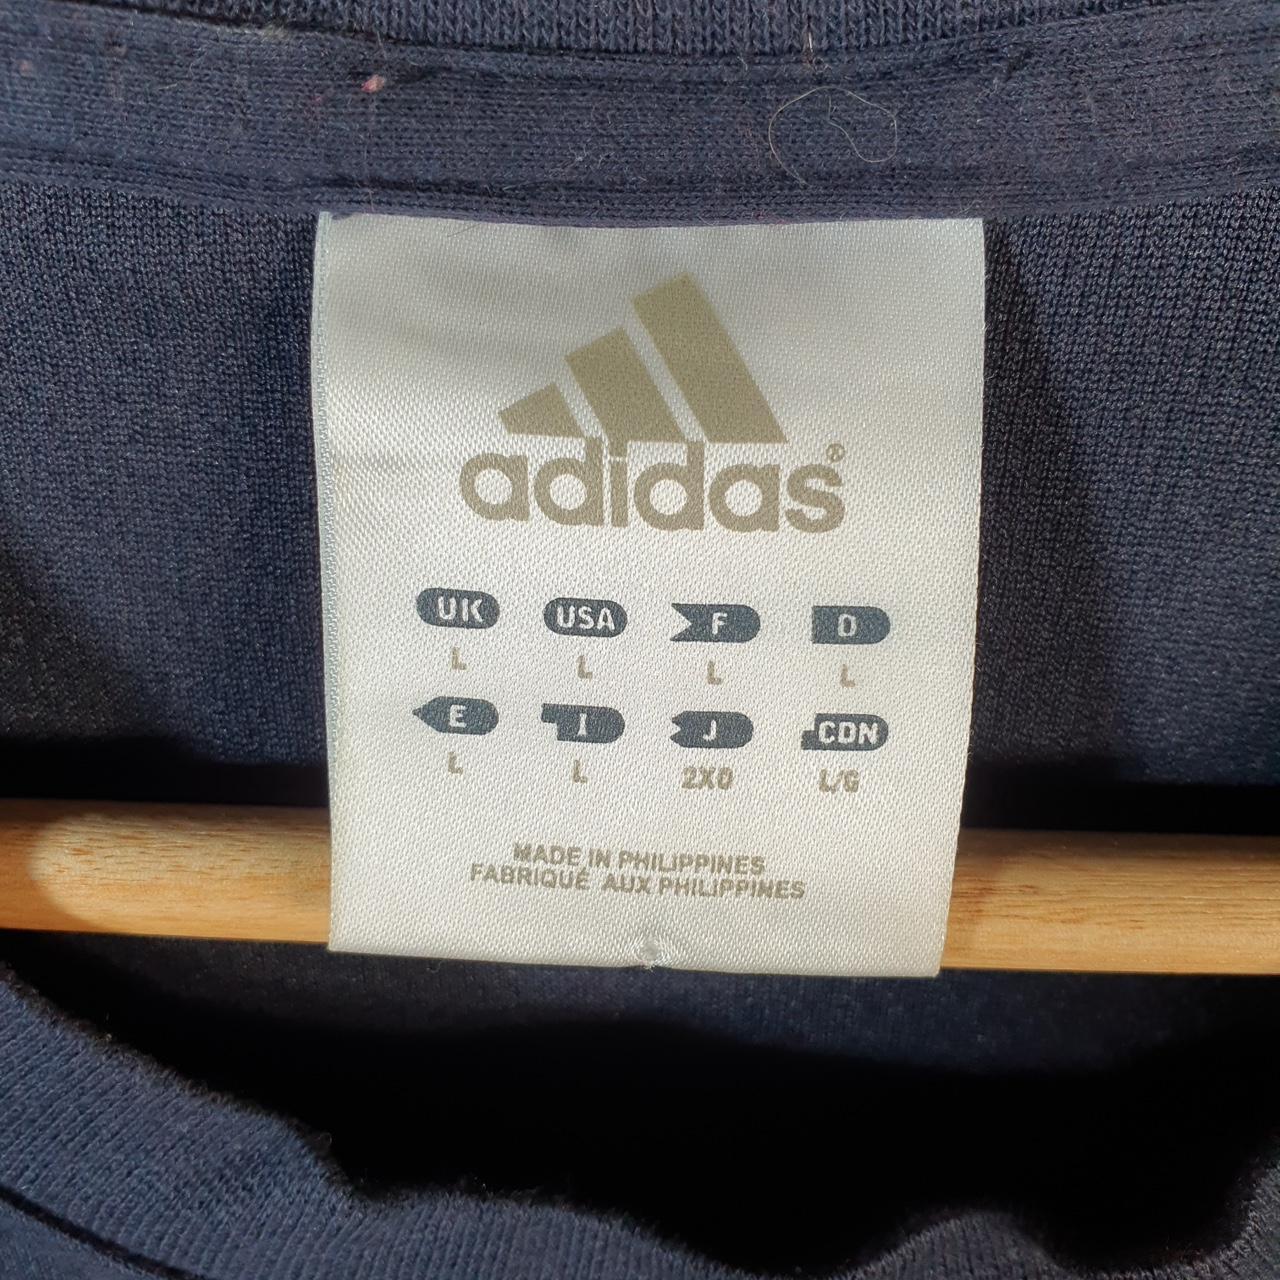 adidas®
UK USA F D
L L L L
E I J CDN
L L 2XO L/G
MADE IN PHILIPPINES
FABRIQUÉ AUX PHILIPPINES